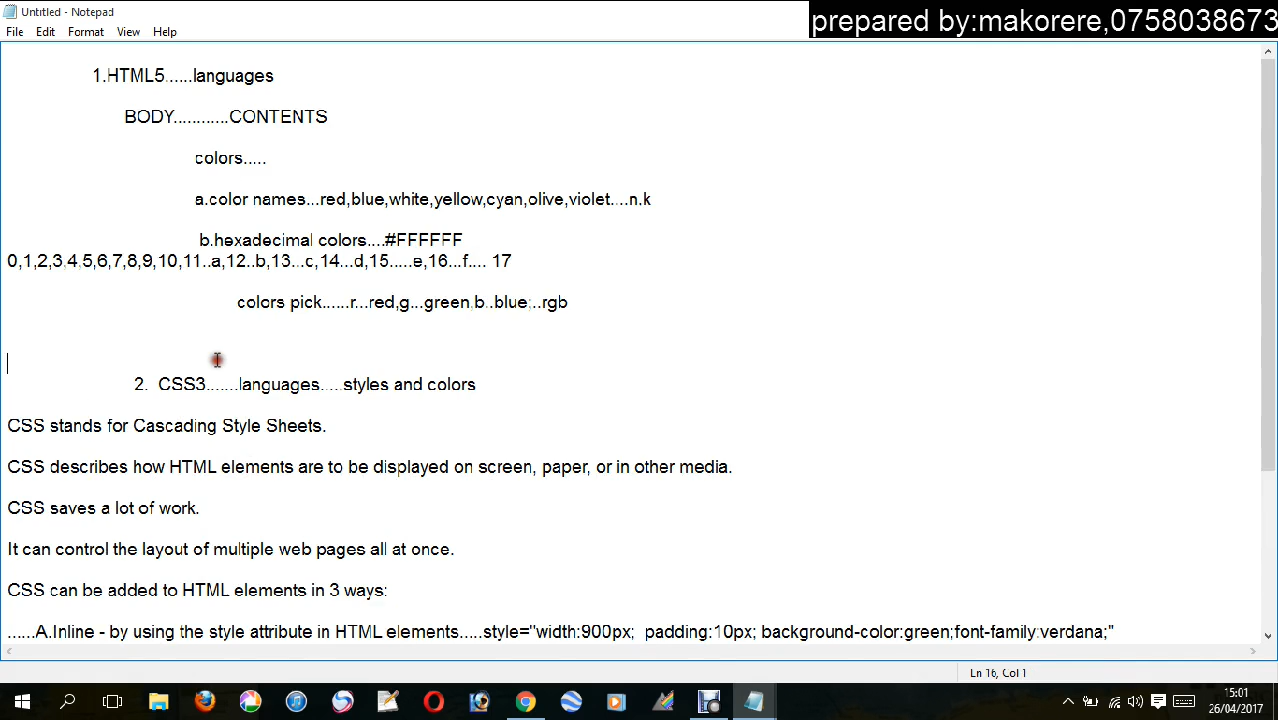 Untitled - Notepad
prepared by:makorere,0758038673
File Edit Format View Help
1.HTML5......languages
BODY............CONTENTS
colors.....
a.color names...red,blue,white,yellow,cyan,olive,violet....n.k
b.hexadecimal colors....#FFFFFF
0,1,2,3,4,5,6,7,8,9,10,11..a,12..b,13...c,14...d,15.....e,16...f.... 17
colors pick......r...red,g...green,b..blue;..rgb
2. CSS3.......languages.....styles and colors
CSS stands for Cascading Style Sheets.
CSS describes how HTML elements are to be displayed on screen, paper, or in other media.
CSS saves a lot of work.
It can control the layout of multiple web pages all at once.
CSS can be added to HTML elements in 3 ways:
......A.Inline - by using the style attribute in HTML elements.....style="width:900px; padding:10px; background-color:green;font-family:verdana;"
Ln 16, Col 1
15:01
26/04/2017